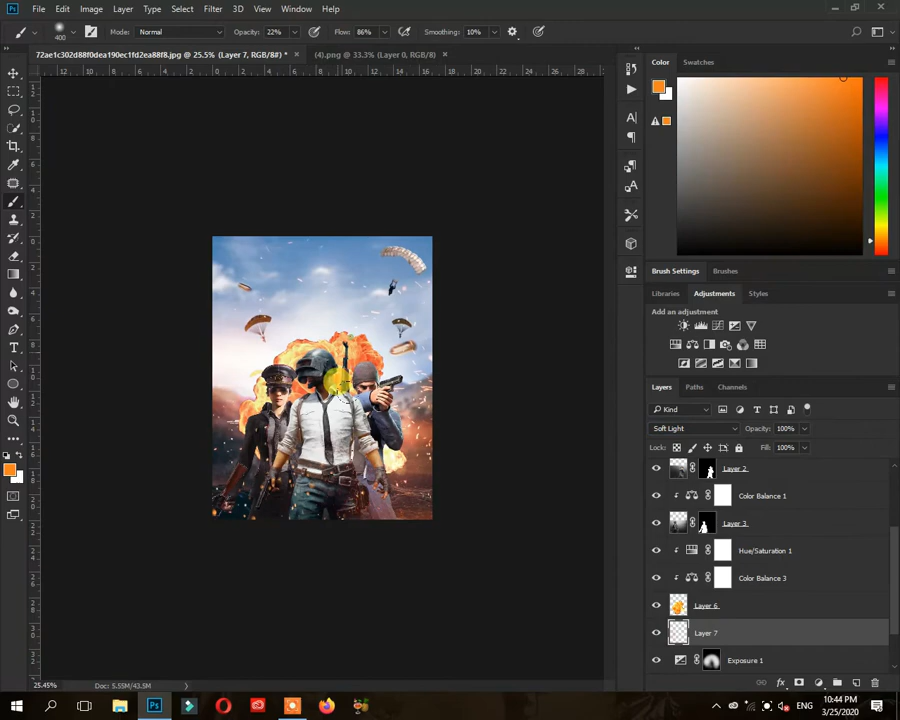 Ps File Edit Image Layer Type Select Filter 3D View Window Help
400 Mode: Normal Opacity: 22% Flow: 86% Smoothing: 10%
72ae1c302d88f0dea190ec1fd2ea88f8.jpg @ 25.5% (Layer 7, RGB/8#) * × (4).png @ 33.3% (Layer 0, RGB/8) ×
Color Swatches
Brush Settings Brushes
Libraries Adjustments Styles
Add an adjustment
Layers Paths Channels
Kind
Soft Light Opacity: 100%
Lock: Fill: 100%
Layer 2
Color Balance 1
Layer 3
Hue/Saturation 1
Color Balance 3
Layer 6
Layer 7
Exposure 1
25.45% Doc: 5.55M/43.5M
Ps ENG 10:44 PM
3/25/2020